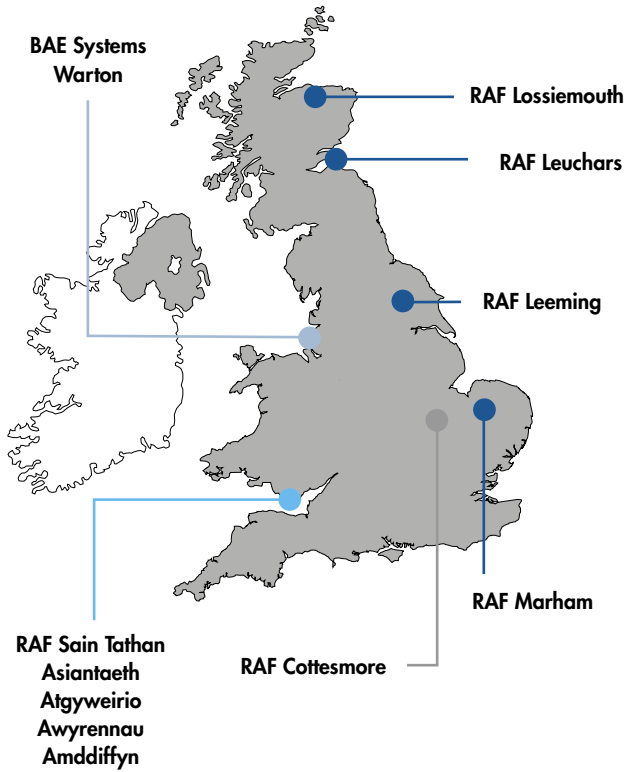 BAE Systems
Warton
RAF Lossiemouth
RAF Leuchars
RAF Leeming
RAF Marham
RAF Sain Tathan
Asiantaeth
Atgyweirio
Awyrennau
Amddiffyn
RAF Cottesmore